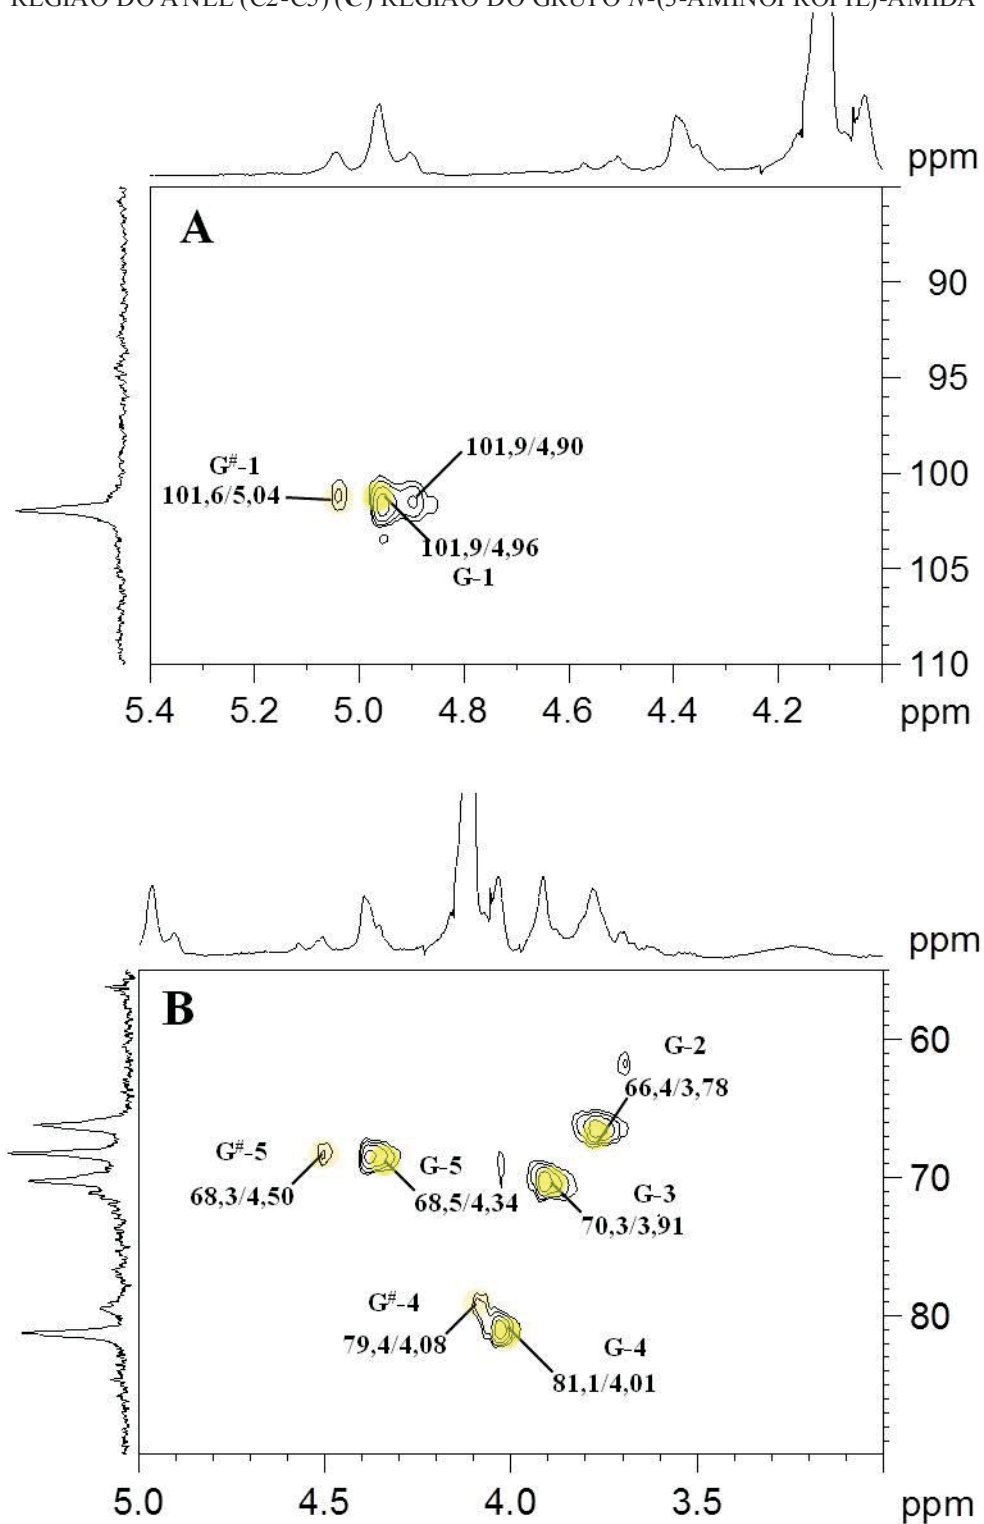 REGIÃO DO ANEL (C2-C5) (C) REGIÃO DO GRUPO N-(3-AMINOPROPIL)-AMIDA
ppm
A
90
95
100
105
110
101,9/4,90
G#-1
101,6/5,04
101,9/4,96
G-1
5.4 5.2 5.0 4.8 4.6 4.4 4.2 ppm
ppm
B
60
70
80
G-2
66,4/3,78
G#-5
68,3/4,50
G-5
68,5/4,34
G-3
70,3/3,91
G#-4
79,4/4,08
G-4
81,1/4,01
5.0 4.5 4.0 3.5 ppm